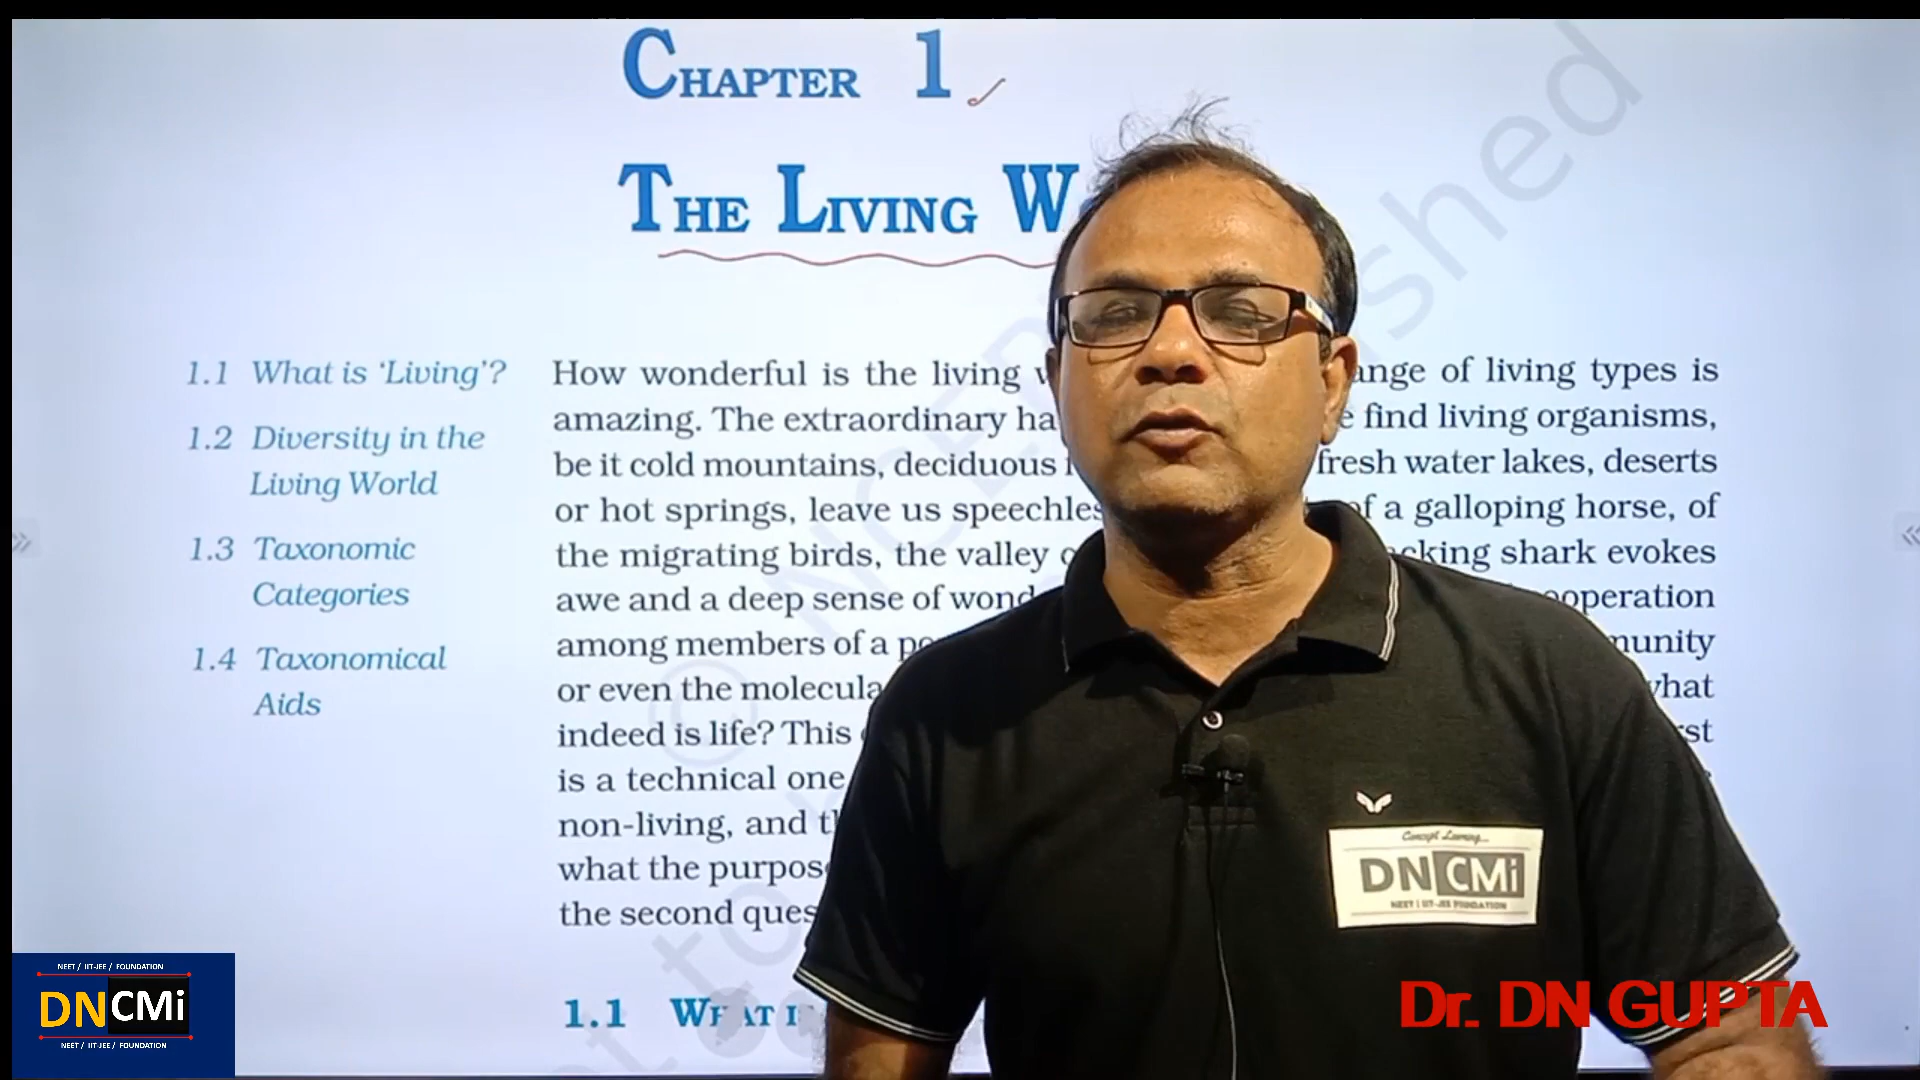 CHAPTER 1
THE LIVING W
1.1 What is ‘Living’?
1.2 Diversity in the
Living World
1.3 Taxonomic
Categories
1.4 Taxonomical
Aids
How wonderful is the living ange of living types is
amazing. The extraordinary ha e find living organisms,
be it cold mountains, deciduous fresh water lakes, deserts
or hot springs, leave us speechles of a galloping horse, of
the migrating birds, the valley cking shark evokes
awe and a deep sense of wond ooperation
among members of a po munity
or even the molecula what
indeed is life? This rst
is a technical one
non-living, and t
what the purpos
the second ques
1.1 WHAT I
© NCER
shed
Concept Learning...
DNCMi
NEET | IIT-JEE FOUNDATION
NEET / IIT-JEE / FOUNDATION
DNCMi
NEET / IIT JEE / FOUNDATION
Dr. DN GUPTA